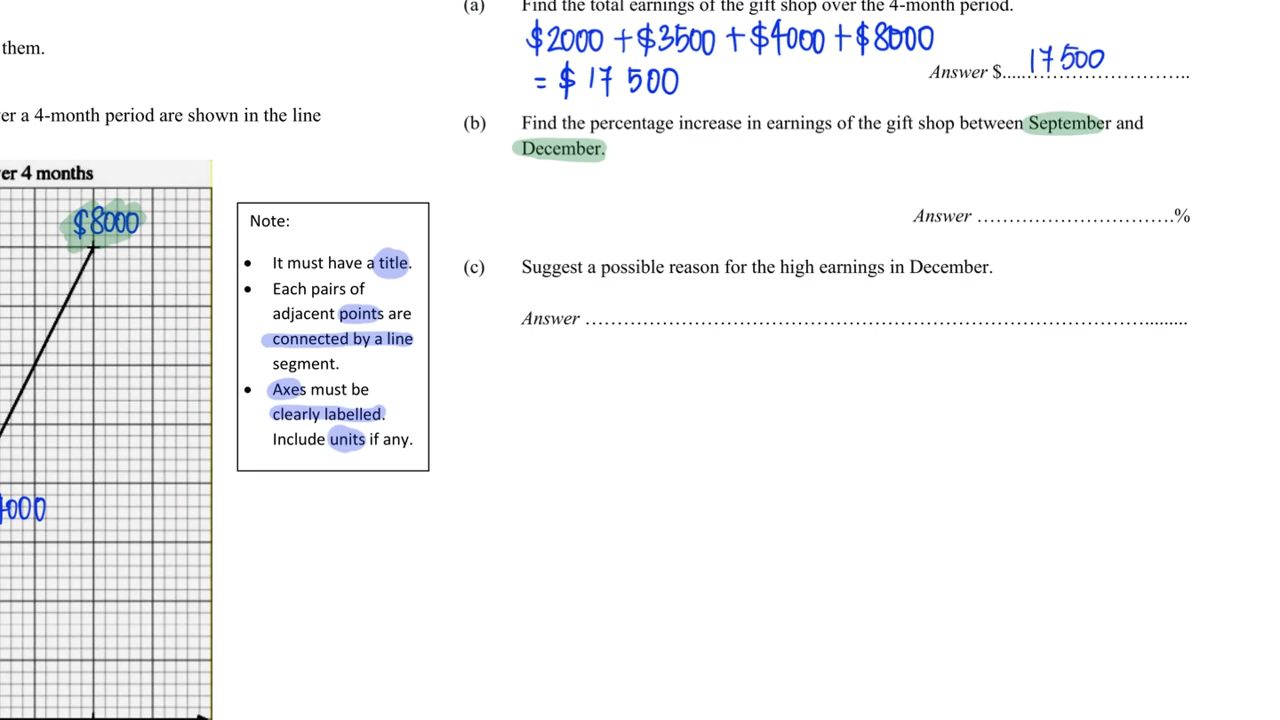 them.
er a 4-month period are shown in the line
er 4 months
$8000
000
Note:
• It must have a title.
• Each pairs of
adjacent points are
connected by a line
segment.
• Axes must be
clearly labelled.
Include units if any.
(a) Find the total earnings of the gift shop over the 4-month period.
$2000 + $3500 + $4000 + $8000
= $ 17 500
Answer $................................. 17 500
(b) Find the percentage increase in earnings of the gift shop between September and
December.
Answer ................................%
(c) Suggest a possible reason for the high earnings in December.
Answer ................................................................................